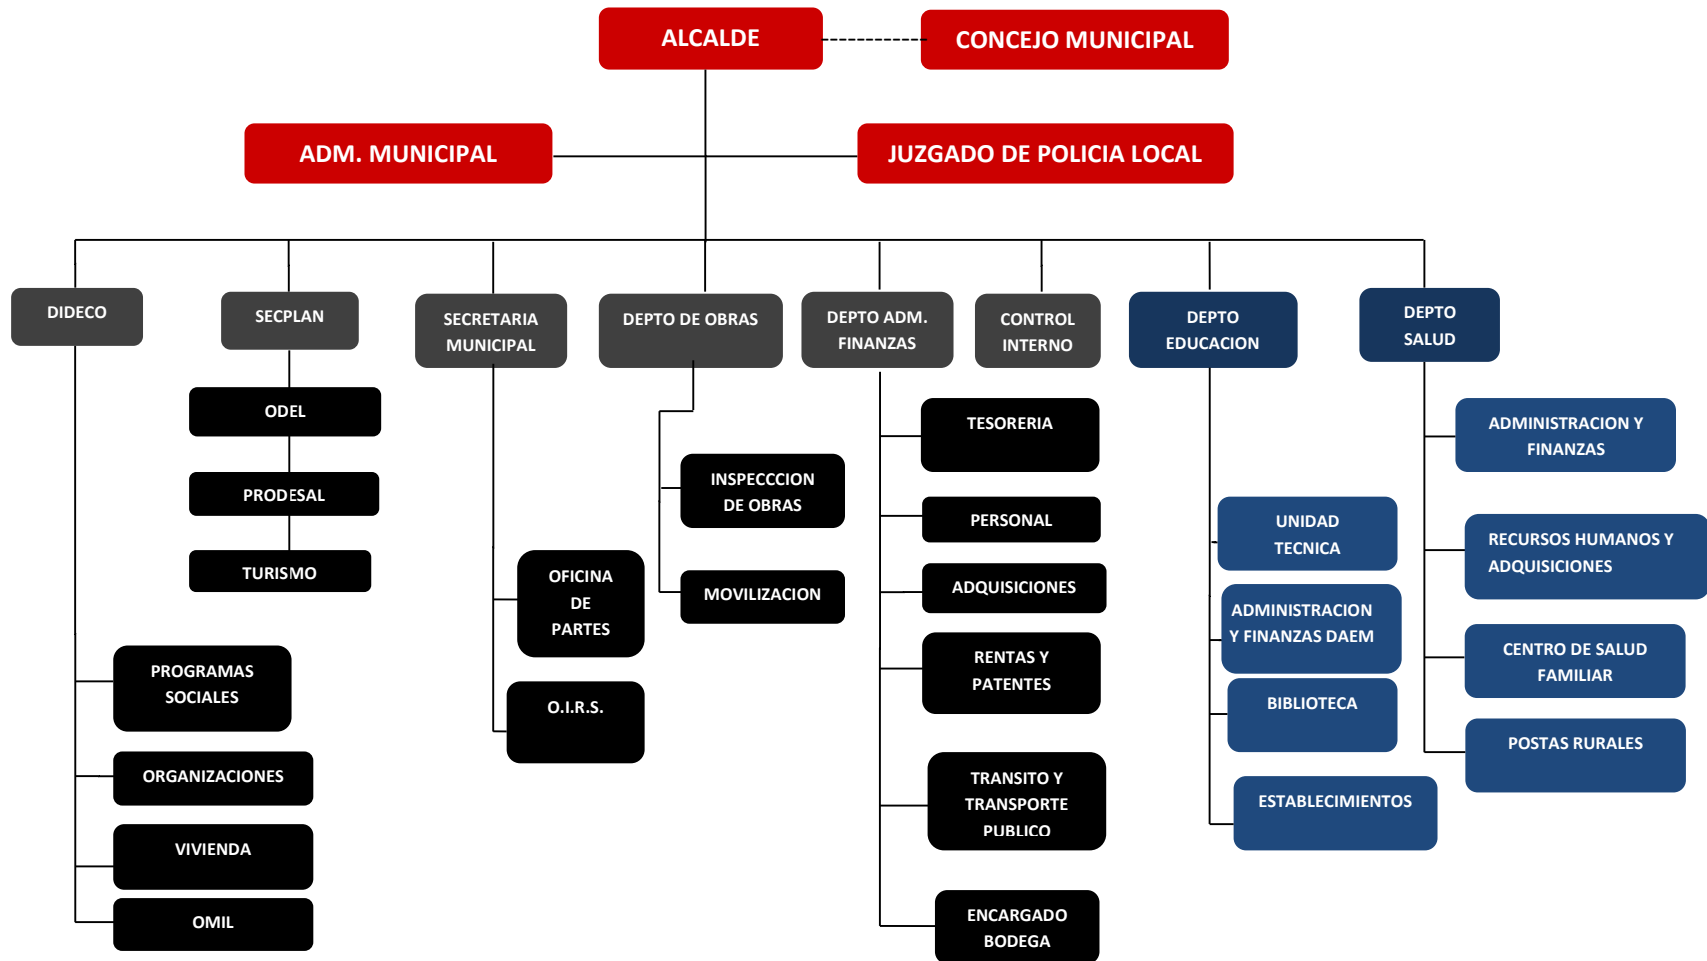 ALCALDE
CONCEJO MUNICIPAL
ADM. MUNICIPAL
JUZGADO DE POLICIA LOCAL
DIDECO
SECPLAN
SECRETARIA
MUNICIPAL
DEPTO DE OBRAS
DEPTO ADM.
FINANZAS
CONTROL
INTERNO
DEPTO
EDUCACION
DEPTO
SALUD
ODEL
PRODESAL
TURISMO
PROGRAMAS
SOCIALES
ORGANIZACIONES
VIVIENDA
OMIL
OFICINA
DE
PARTES
O.I.R.S.
INSPECCCION
DE OBRAS
MOVILIZACION
TESORERIA
PERSONAL
ADQUISICIONES
RENTAS Y
PATENTES
TRANSITO Y
TRANSPORTE
PUBLICO
ENCARGADO
BODEGA
UNIDAD
TECNICA
ADMINISTRACION
Y FINANZAS DAEM
BIBLIOTECA
ESTABLECIMIENTOS
ADMINISTRACION Y
FINANZAS
RECURSOS HUMANOS Y
ADQUISICIONES
CENTRO DE SALUD
FAMILIAR
POSTAS RURALES